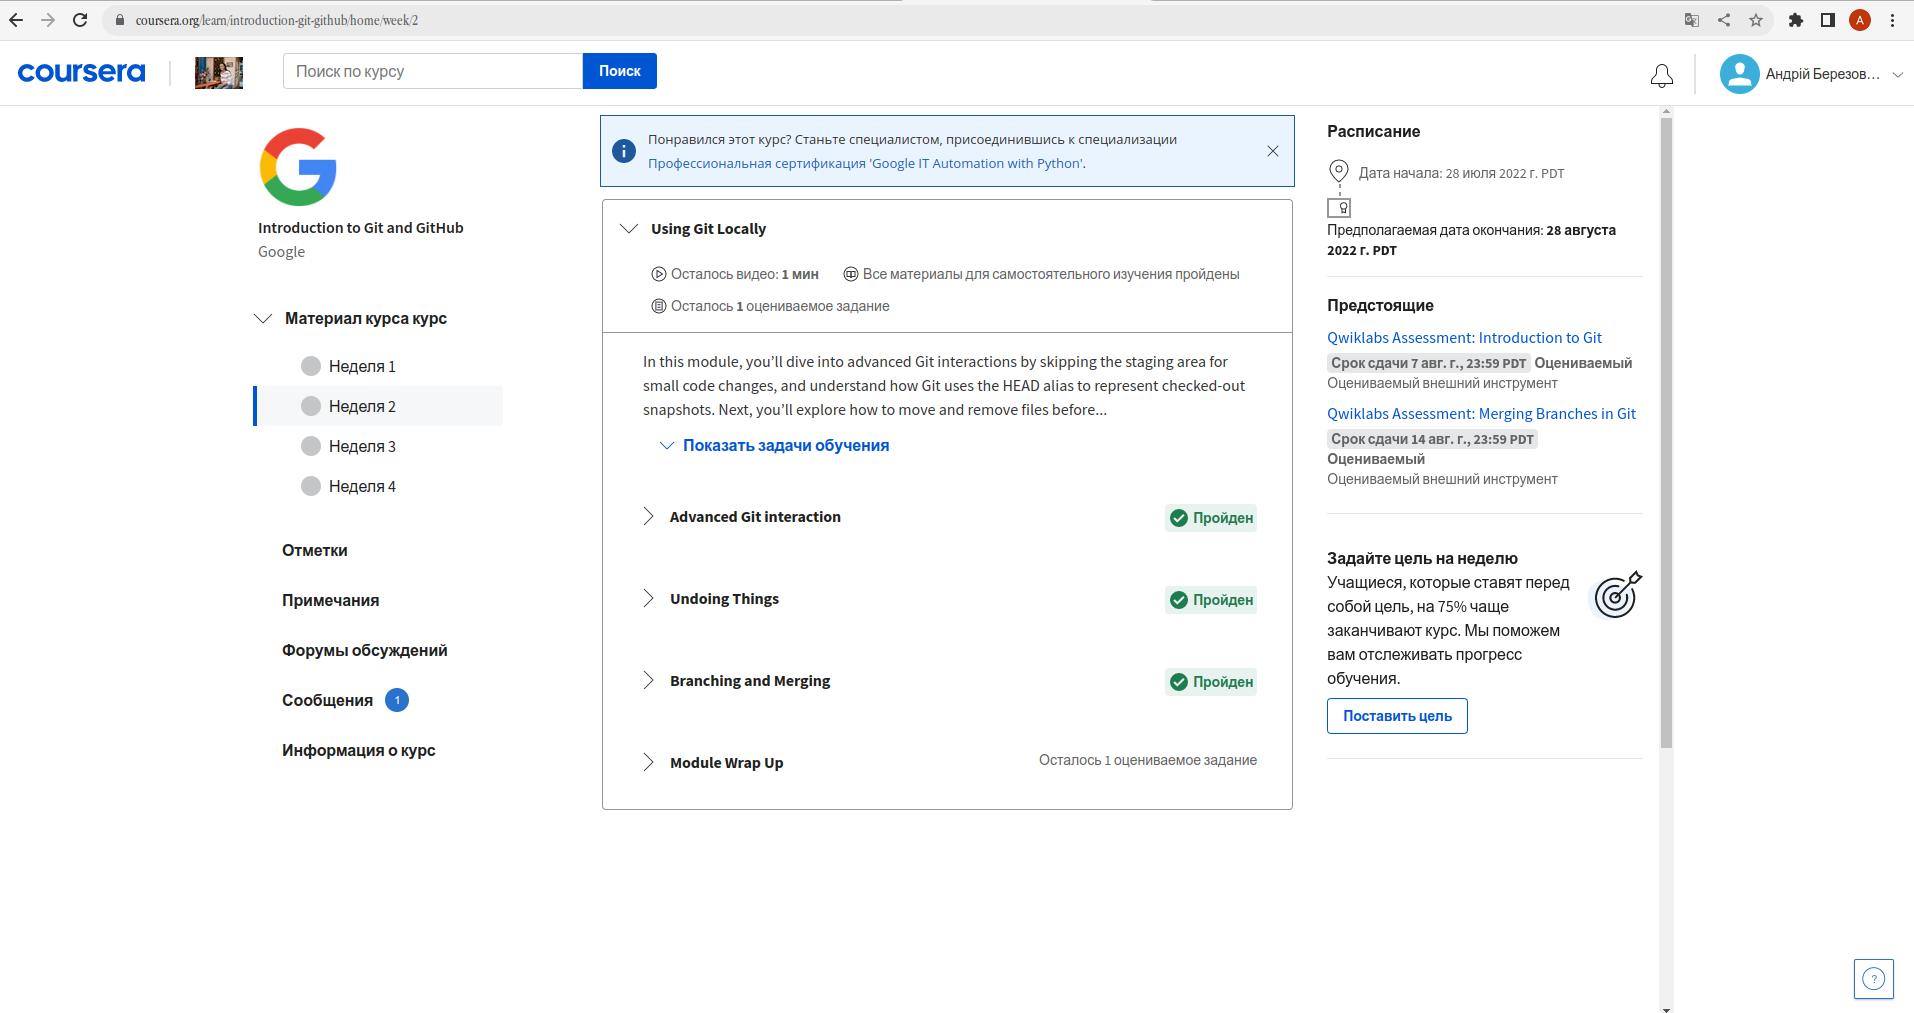 coursera.org/learn/introduction-git-github/home/week/2
A
coursera
Поиск по курсу
Поиск
Андрій Березов...
Introduction to Git and GitHub
Google
Материал курса курс
Неделя 1
Неделя 2
Неделя 3
Неделя 4
Отметки
Примечания
Форумы обсуждений
Сообщения 1
Информация о курс
Понравился этот курс? Станьте специалистом, присоединившись к специализации
Профессиональная сертификация 'Google IT Automation with Python'.
Using Git Locally
Осталось видео: 1 мин
Все материалы для самостоятельного изучения пройдены
Осталось 1 оцениваемое задание
In this module, you’ll dive into advanced Git interactions by skipping the staging area for
small code changes, and understand how Git uses the HEAD alias to represent checked-out
snapshots. Next, you’ll explore how to move and remove files before...
Показать задачи обучения
Advanced Git interaction
Пройден
Undoing Things
Пройден
Branching and Merging
Пройден
Module Wrap Up
Осталось 1 оцениваемое задание
Расписание
Дата начала: 28 июля 2022 г. PDT
Предполагаемая дата окончания: 28 августа
2022 г. PDT
Предстоящие
Qwiklabs Assessment: Introduction to Git
Срок сдачи 7 авг. г., 23:59 PDT Оцениваемый
Оцениваемый внешний инструмент
Qwiklabs Assessment: Merging Branches in Git
Срок сдачи 14 авг. г., 23:59 PDT
Оцениваемый
Оцениваемый внешний инструмент
Задайте цель на неделю
Учащиеся, которые ставят перед
собой цель, на 75% чаще
заканчивают курс. Мы поможем
вам отслеживать прогресс
обучения.
Поставить цель
?